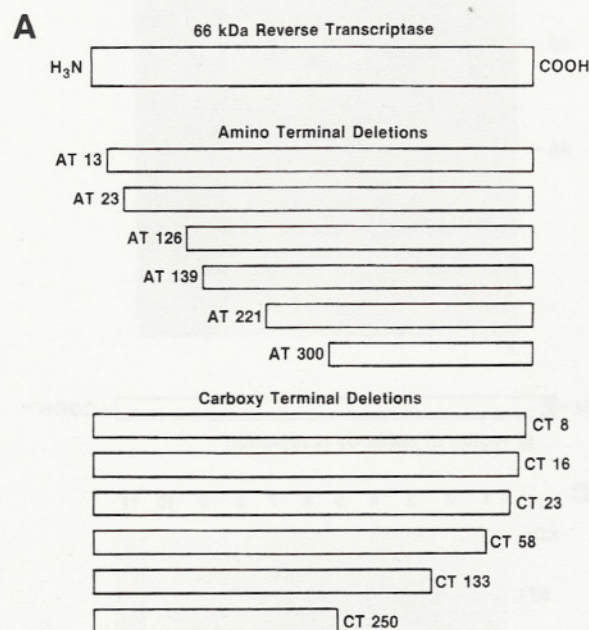 A
66 kDa Reverse Transcriptase
H₃N
COOH
Amino Terminal Deletions
AT 13
AT 23
AT 126
AT 139
AT 221
AT 300
Carboxy Terminal Deletions
CT 8
CT 16
CT 23
CT 58
CT 133
CT 250